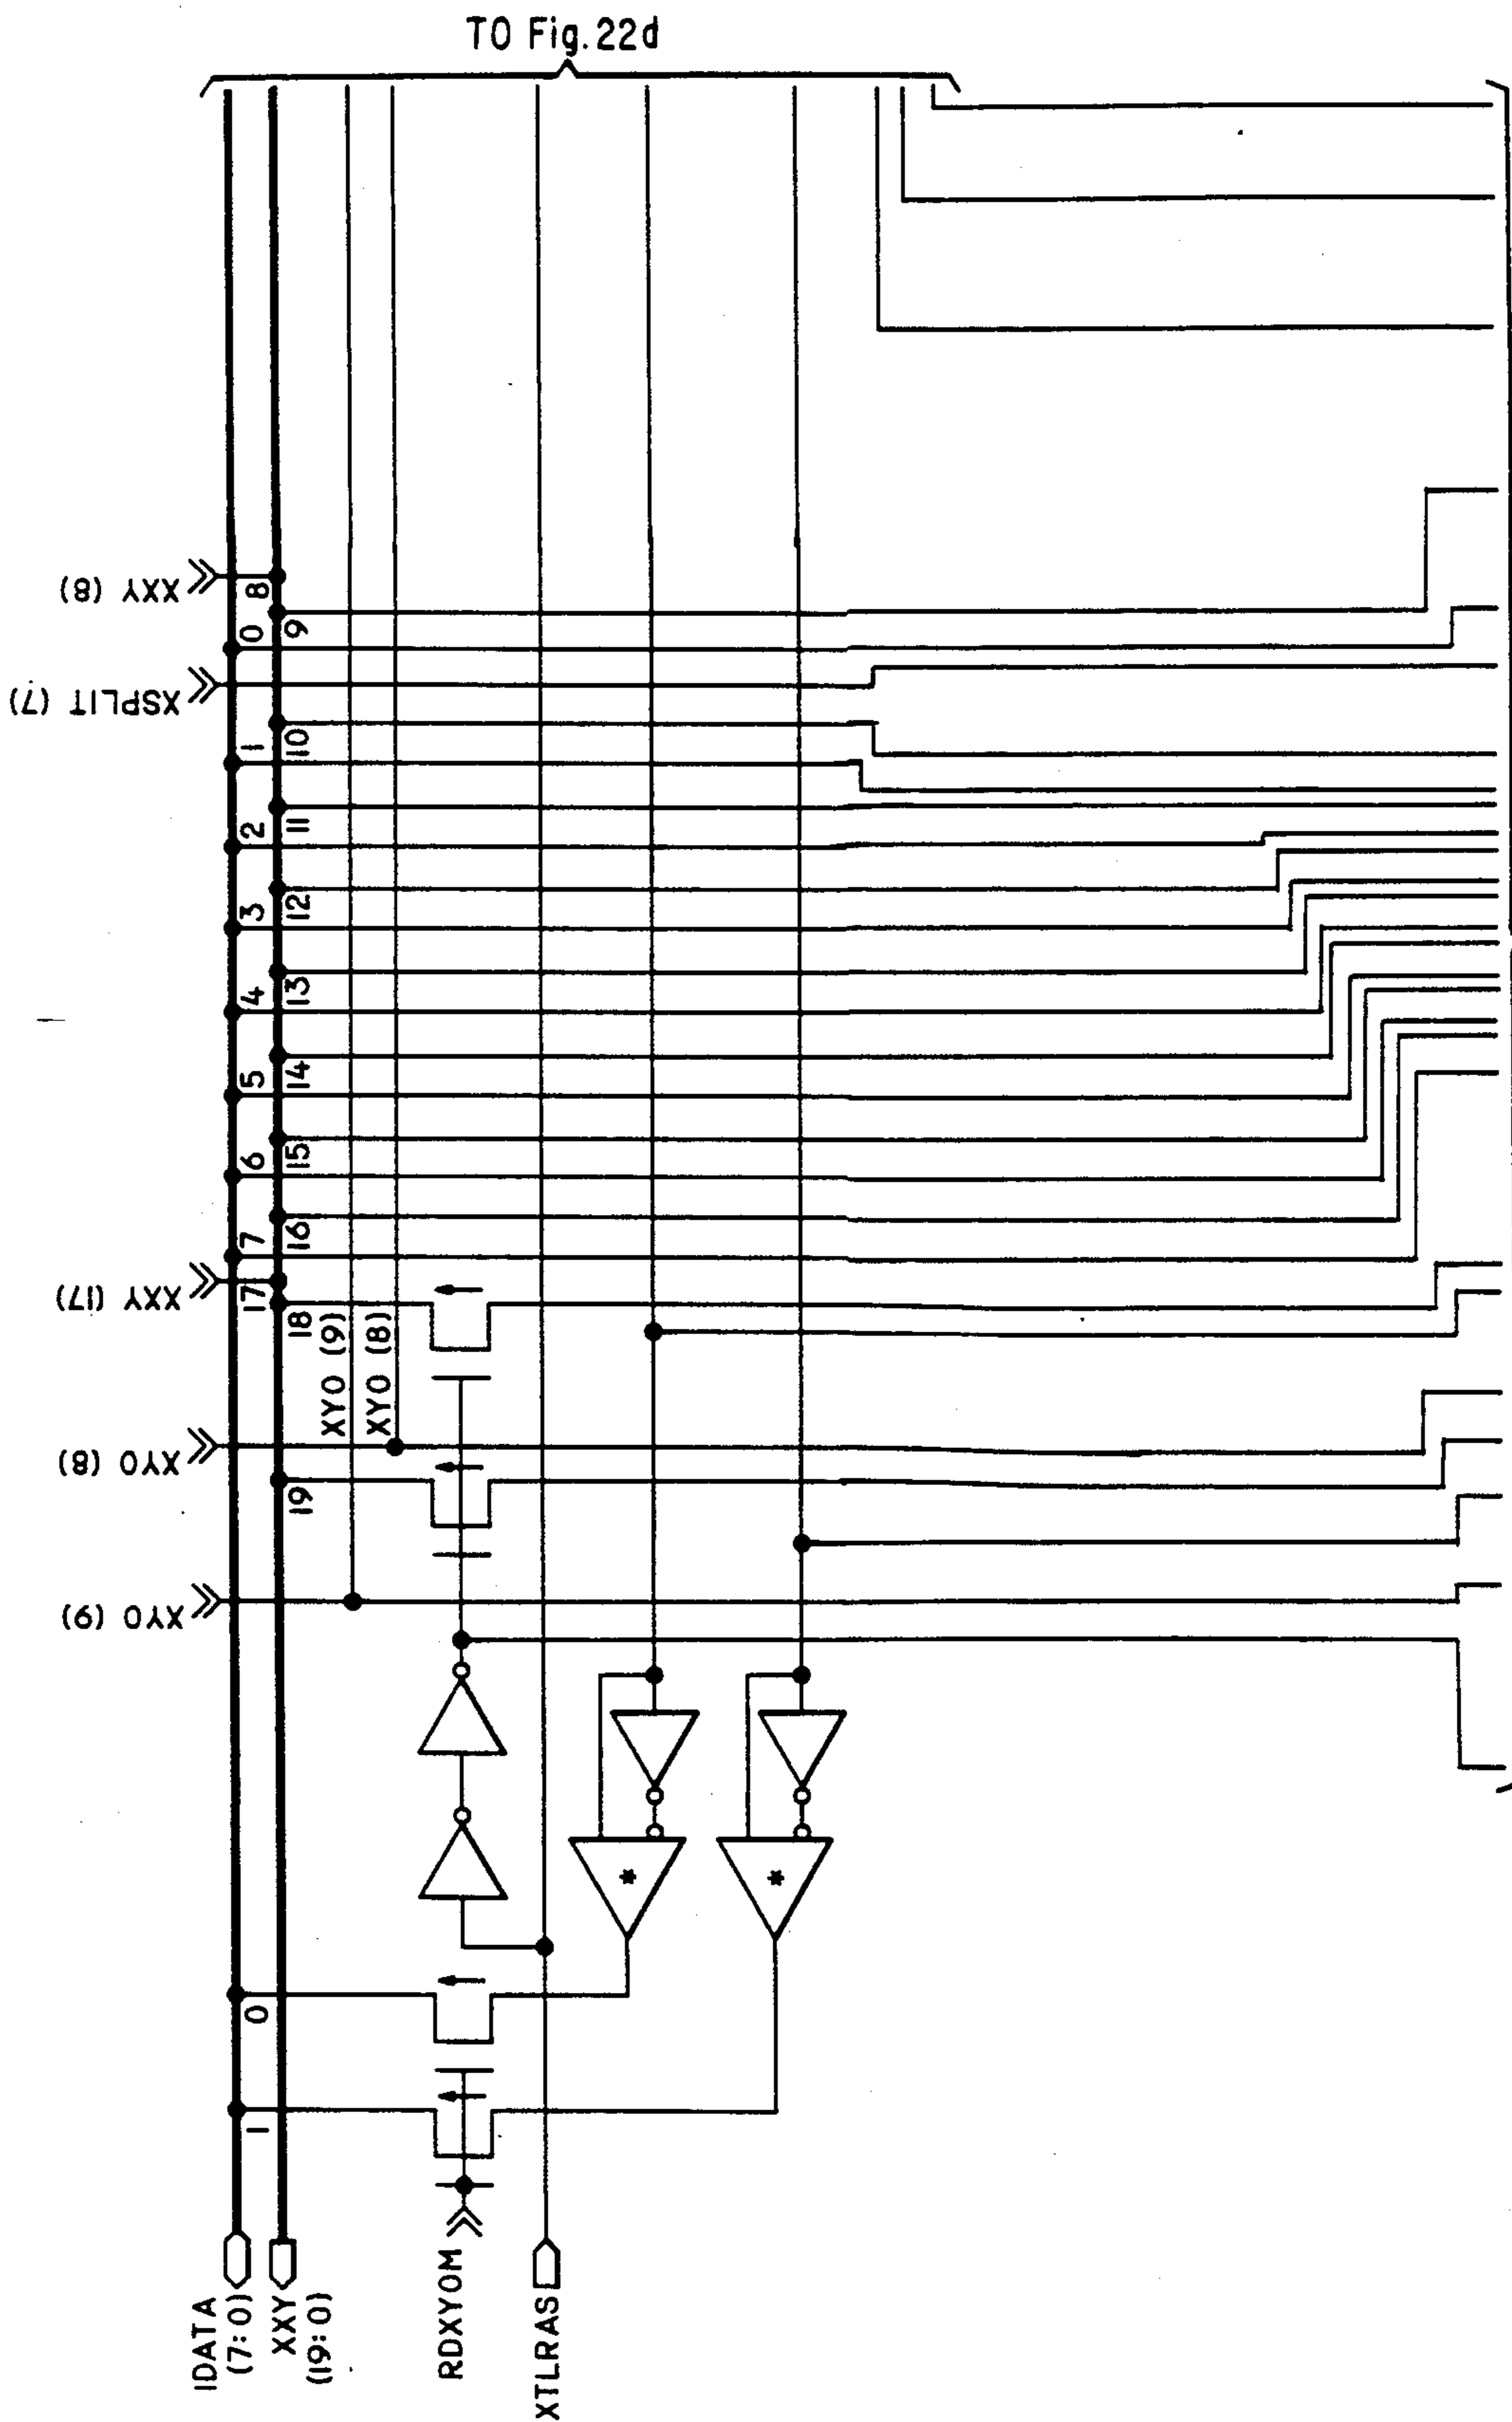 TO Fig. 22d
XXY (8)
8
9
0
XSPLIT (7)
10
1
11
2
12
3
13
4
14
5
15
6
16
7
XXY (17)
17
18
XYO (9)
XYO (8)
XYO (8)
19
XYO (9)
*
*
0
1
IDATA
(7:0)
XXY
(19:0)
RDXYOM
XTLRAS